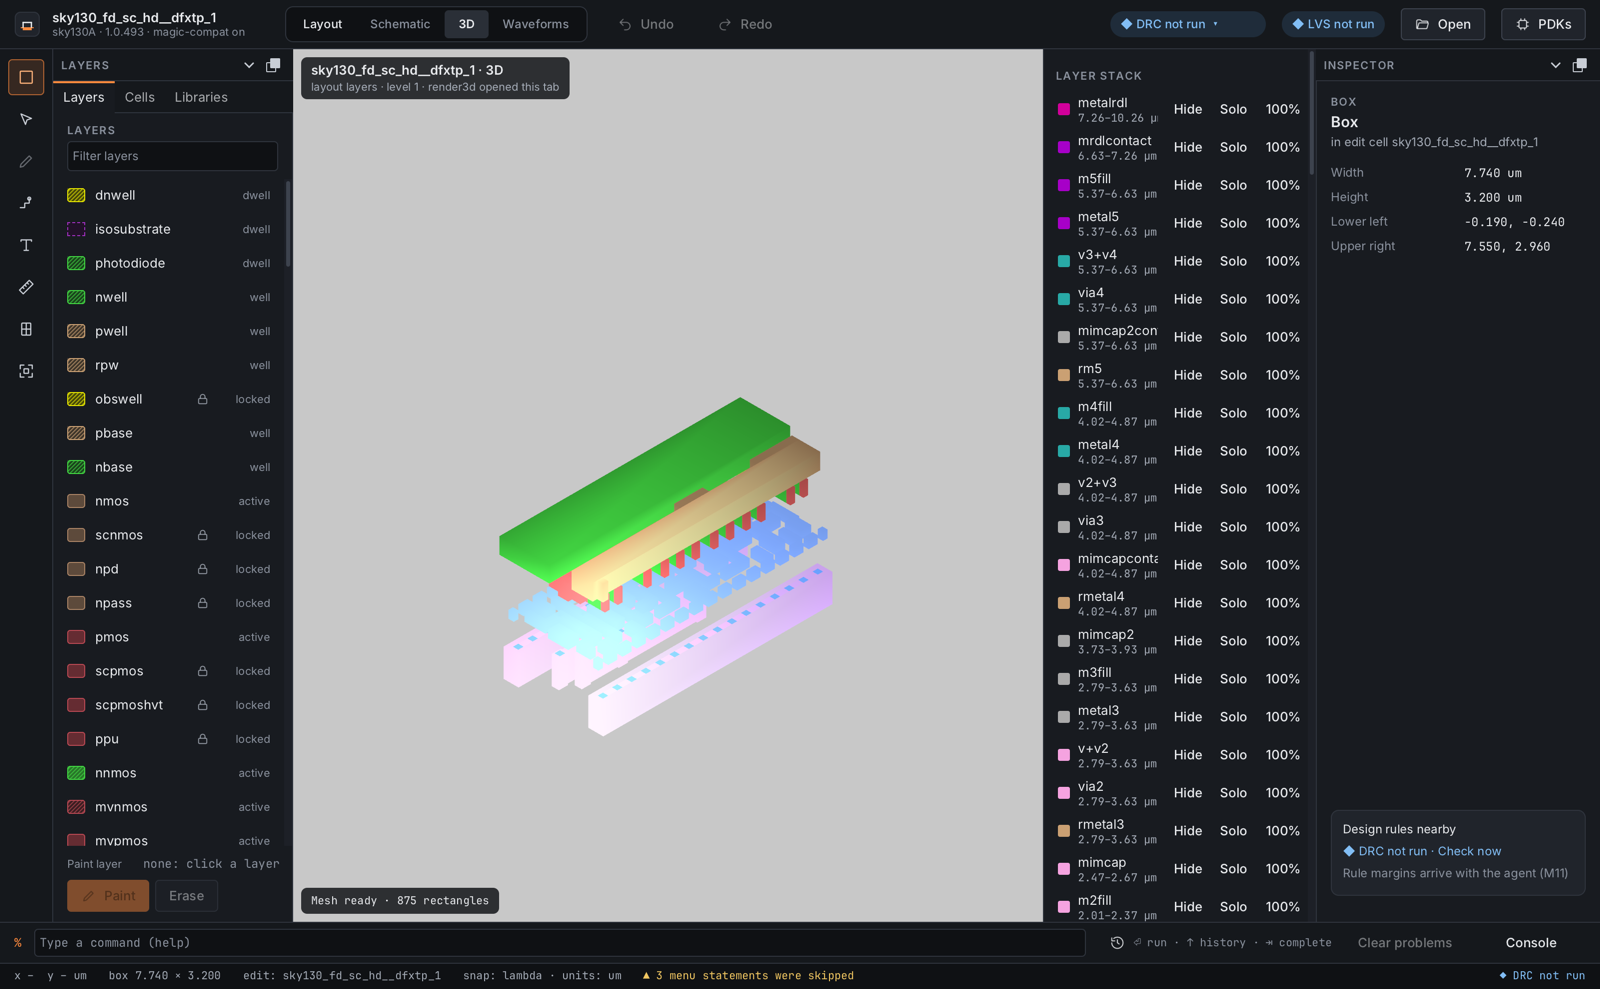 sky130_fd_sc_hd__dfxtp_1
sky130A · 1.0.493 · magic-compat on
Layout
Schematic
3D
Waveforms
Undo
Redo
DRC not run
LVS not run
Open
PDKs
LAYERS
Layers
Cells
Libraries
LAYERS
Filter layers
dnwell dwell
isosubstrate dwell
photodiode dwell
nwell well
pwell well
rpw well
obswell locked
pbase well
nbase well
nmos active
scnmos locked
npd locked
npass locked
pmos active
scpmos locked
scpmoshvt locked
ppu locked
nnmos active
mvnmos active
mvpmos active
Paint layer none: click a layer
Paint
Erase
sky130_fd_sc_hd__dfxtp_1 · 3D
layout layers · level 1 · render3d opened this tab
Mesh ready · 875 rectangles
LAYER STACK
metalrdl Hide Solo 100%
7.26–10.26 µ
mrdlcontact Hide Solo 100%
6.63–7.26 µm
m5fill Hide Solo 100%
5.37–6.63 µm
metal5 Hide Solo 100%
5.37–6.63 µm
v3+v4 Hide Solo 100%
5.37–6.63 µm
via4 Hide Solo 100%
5.37–6.63 µm
mimcap2con Hide Solo 100%
5.37–6.63 µm
rm5 Hide Solo 100%
5.37–6.63 µm
m4fill Hide Solo 100%
4.02–4.87 µm
metal4 Hide Solo 100%
4.02–4.87 µm
v2+v3 Hide Solo 100%
4.02–4.87 µm
via3 Hide Solo 100%
4.02–4.87 µm
mimcapconta Hide Solo 100%
4.02–4.87 µm
rmetal4 Hide Solo 100%
4.02–4.87 µm
mimcap2 Hide Solo 100%
3.73–3.93 µm
m3fill Hide Solo 100%
2.79–3.63 µm
metal3 Hide Solo 100%
2.79–3.63 µm
v+v2 Hide Solo 100%
2.79–3.63 µm
via2 Hide Solo 100%
2.79–3.63 µm
rmetal3 Hide Solo 100%
2.79–3.63 µm
mimcap Hide Solo 100%
2.47–2.67 µm
m2fill Hide Solo 100%
2.01–2.37 µm
INSPECTOR
BOX
Box
in edit cell sky130_fd_sc_hd__dfxtp_1
Width 7.740 um
Height 3.200 um
Lower left -0.190, -0.240
Upper right 7.550, 2.960
Design rules nearby
DRC not run · Check now
Rule margins arrive with the agent (M11)
% Type a command (help)
⏎ run · ↑ history · ⇥ complete
Clear problems
Console
x – y – um box 7.740 × 3.200 edit: sky130_fd_sc_hd__dfxtp_1 snap: lambda · units: um ▲ 3 menu statements were skipped
DRC not run